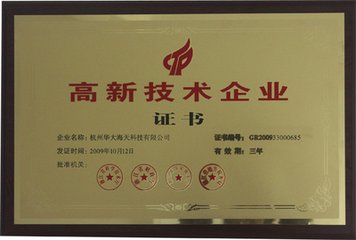 高新技术企业
证书
企业名称：杭州华大海天科技有限公司
证书编号：GR200933000685
发证时间：2009年10月12日
有效期：三年
批准机关：